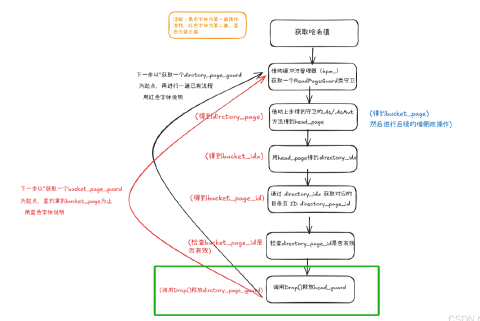 注解：黑色字体为第一遍操作
流程，红色字体为第二遍，蓝
色为第三遍
获取哈希值
下一步以"获取一个dirctory_page_guard
为起点，再进行一遍已有流程
用红色字体说明
借助缓冲池管理器（bpm_）
获取一个ReadPageGuard类守卫
(得到dirctory_page)
借助上步得到守卫的As/AsMut
方法得到head_page
(得到bucket_page)
然后进行后续的增删改操作)
(得到bucket_idx)
用head_page得到directory_idx
下一步以"获取一个bucket_page_guard
为起点，直到拿到bucket_page为止
用蓝色字体说明
(得到bucket_page_id)
通过 directory_idx 获取对应的
目录页 ID directory_page_id
(检查bucket_page_id是
否有效)
检查directory_page_id是否有效
(调用Drop()释放diretory_page_guard)
调用Drop()释放head_guard
CSDN